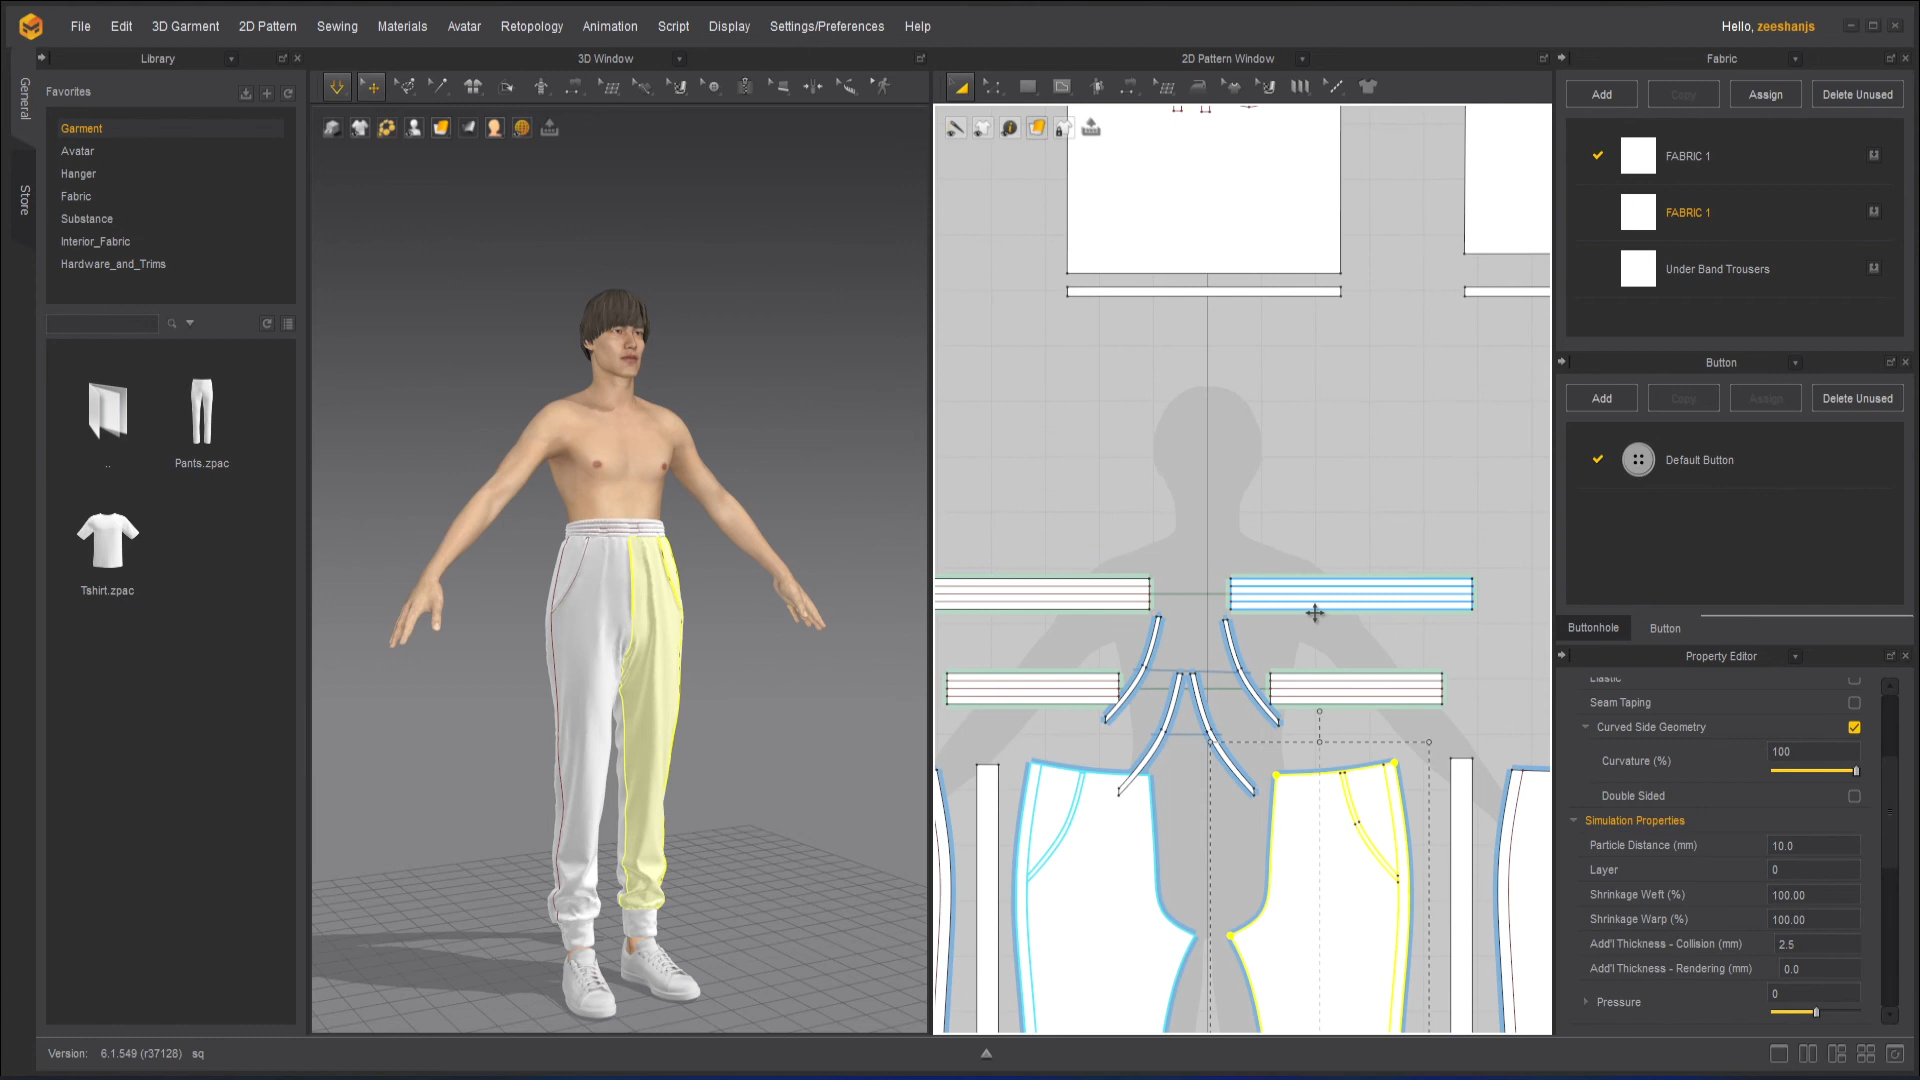 File Edit 3D Garment 2D Pattern Sewing Materials Avatar Retopology Animation Script Display Settings/Preferences Help
Hello, zeeshanjs
Library
3D Window
2D Pattern Window
Fabric
General
Store
Favorites
Garment
Avatar
Hanger
Fabric
Substance
Interior_Fabric
Hardware_and_Trims
..
Pants.zpac
Tshirt.zpac
Add Copy Assign Delete Unused
FABRIC 1
FABRIC 1
Under Band Trousers
Button
Add Copy Assign Delete Unused
Default Button
Buttonhole Button
Property Editor
Elastic
Seam Taping
Curved Side Geometry
Curvature (%) 100
Double Sided
Simulation Properties
Particle Distance (mm) 10.0
Layer 0
Shrinkage Weft (%) 100.00
Shrinkage Warp (%) 100.00
Add'l Thickness - Collision (mm) 2.5
Add'l Thickness - Rendering (mm) 0.0
Pressure 0
Version: 6.1.549 (r37128) sq